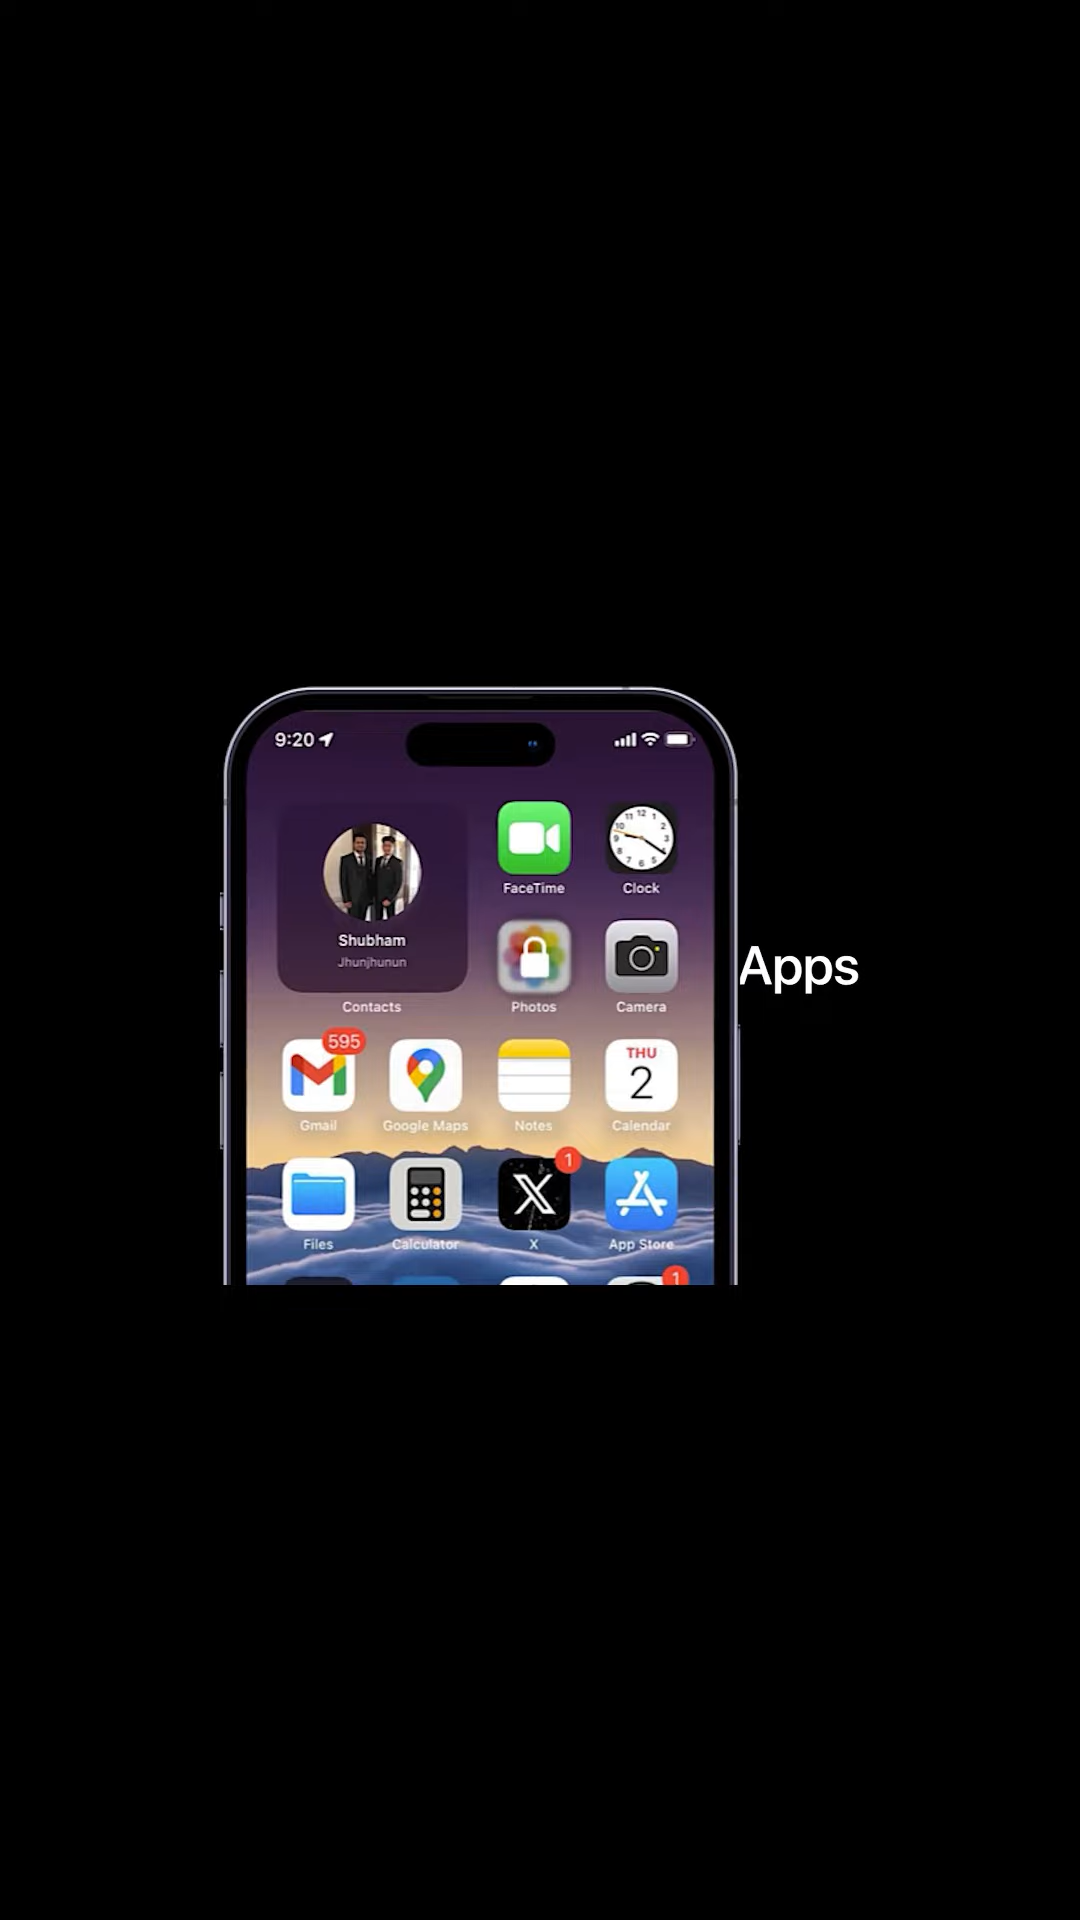 9:20
FaceTime
Clock
Shubham
Jhunjhunun
Contacts
Photos
Camera
Apps
595
THU
2
Gmail
Google Maps
Notes
Calendar
1
Files
Calculator
X
App Store
1